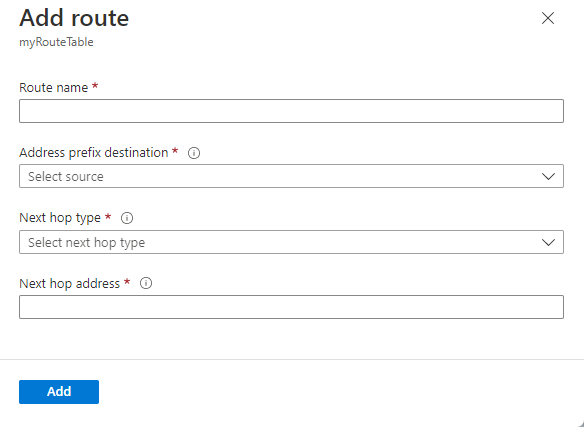 Add route
myRouteTable
Route name *
Address prefix destination *
Select source
Next hop type *
Select next hop type
Next hop address *
Add